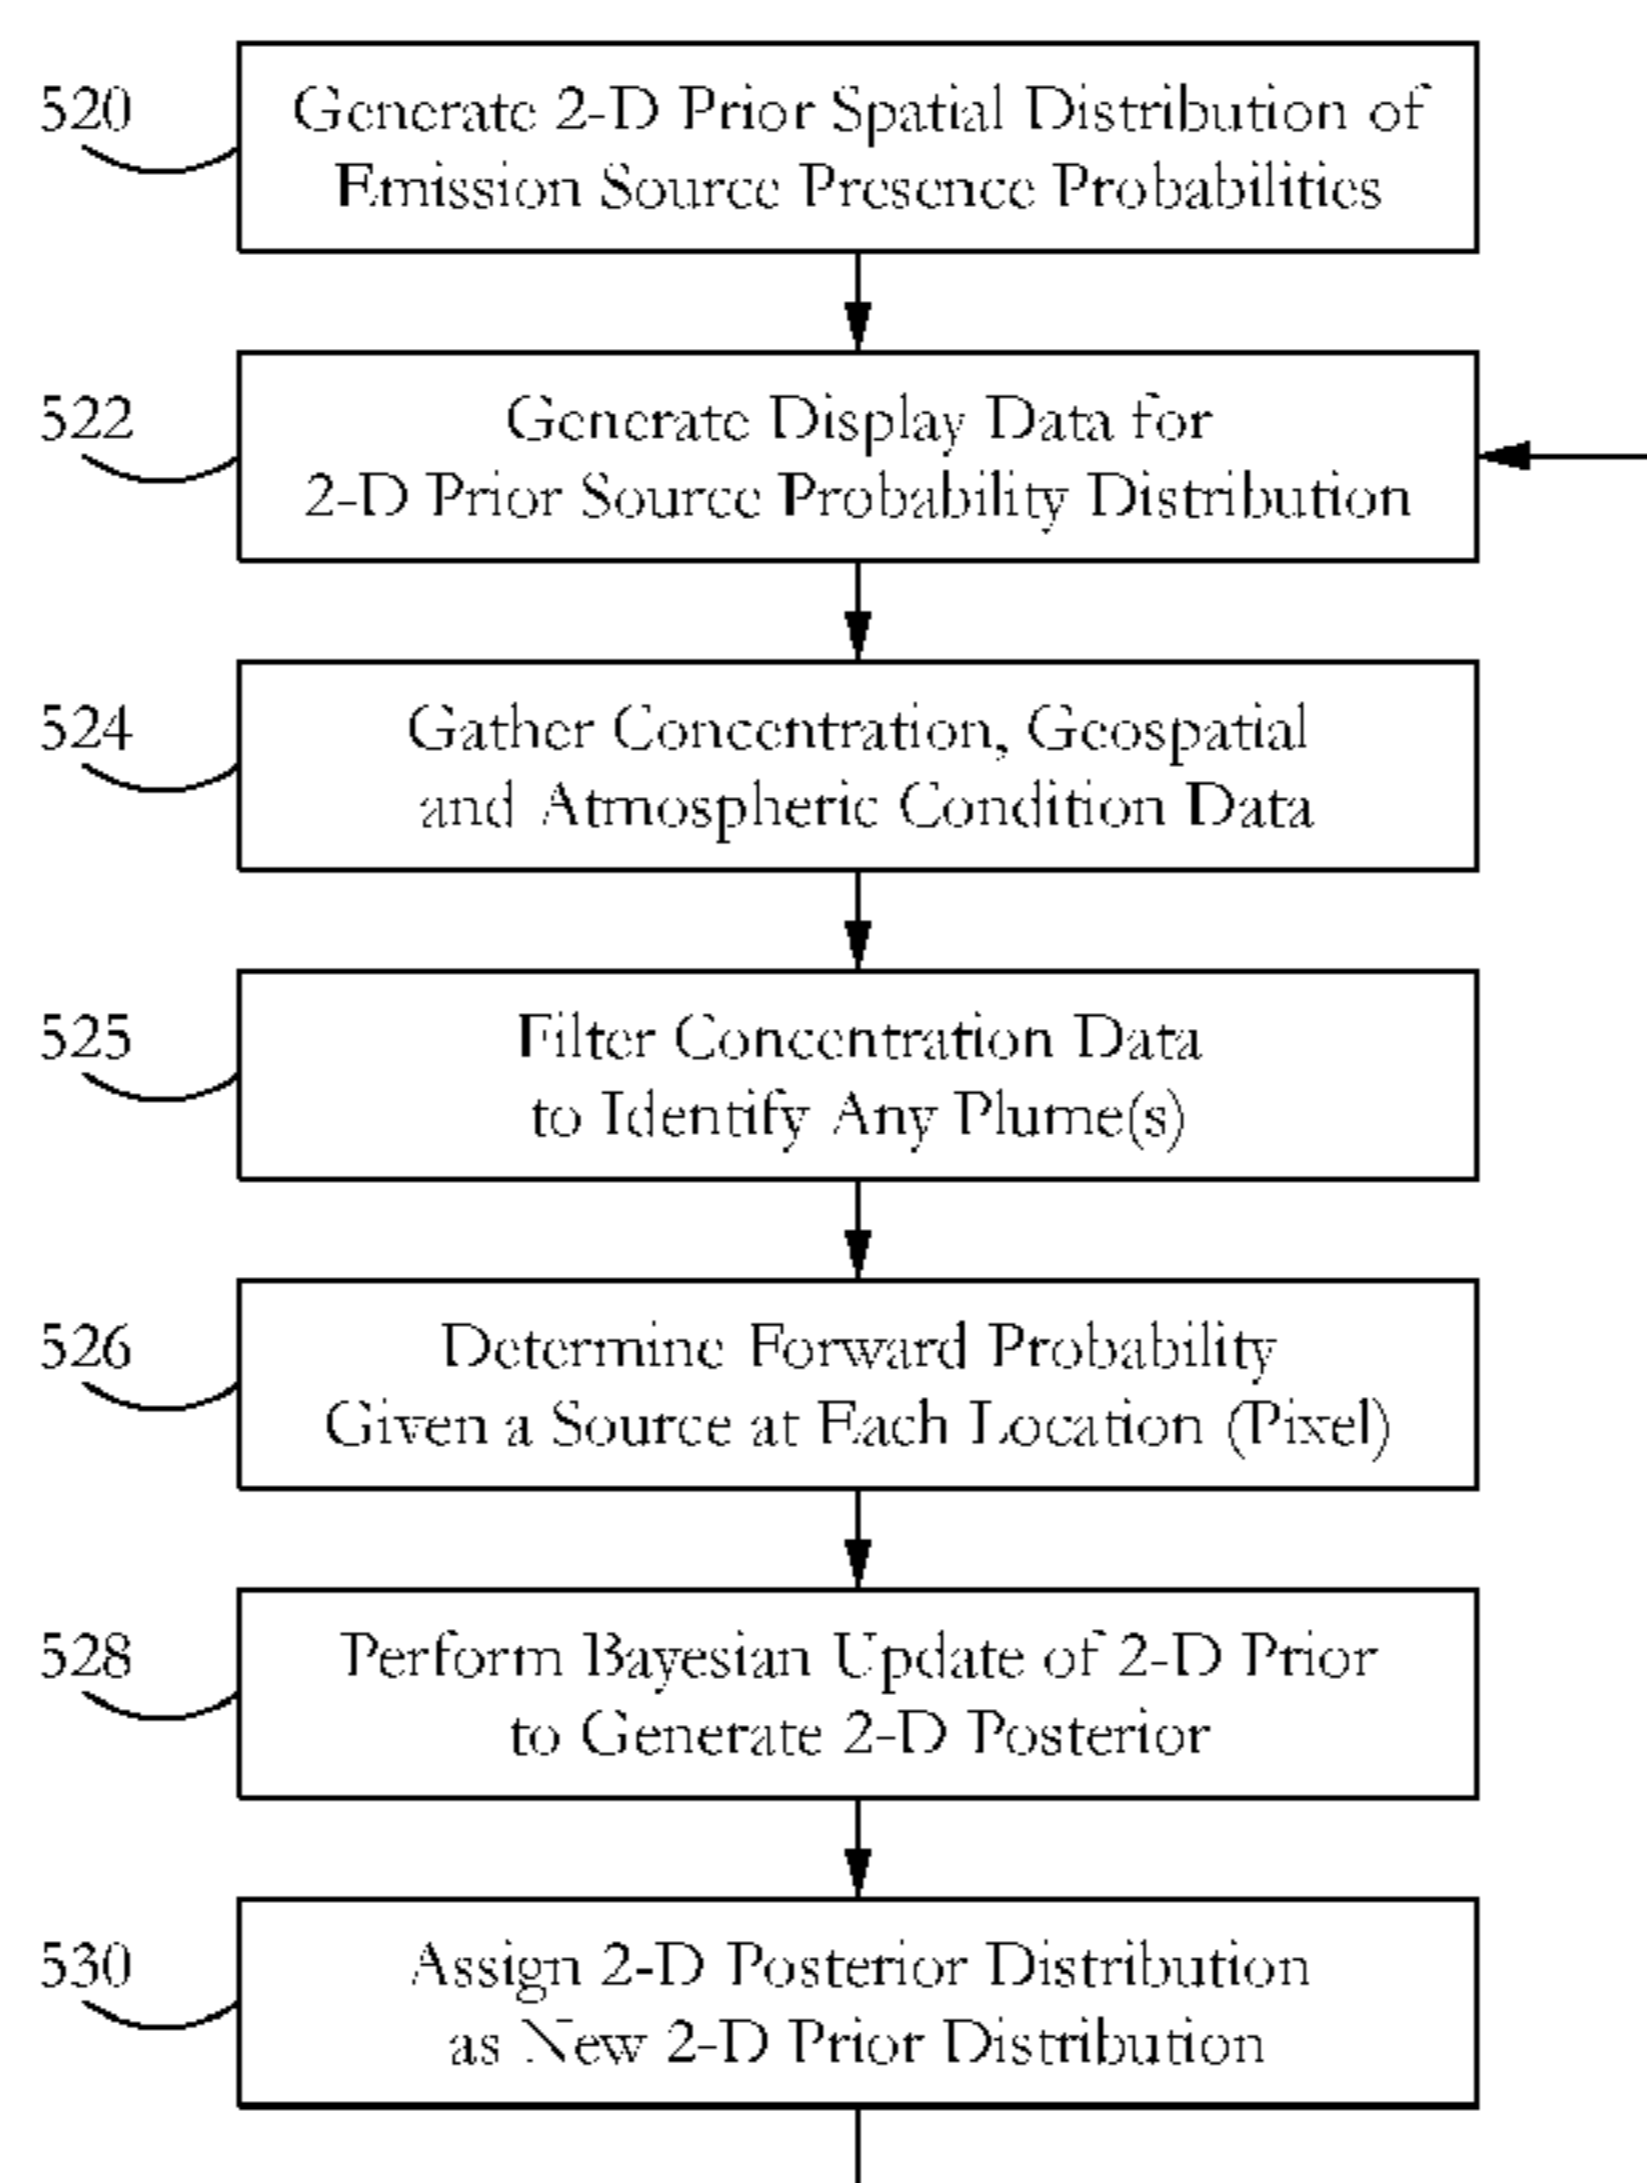 520
Generate 2-D Prior Spatial Distribution of
Emission Source Presence Probabilities
522
Generate Display Data for
2-D Prior Source Probability Distribution
524
Gather Concentration, Geospatial
and Atmospheric Condition Data
525
Filter Concentration Data
to Identify Any Plume(s)
526
Determine Forward Probability
Given a Source at Each Location (Pixel)
528
Perform Bayesian Update of 2-D Prior
to Generate 2-D Posterior
530
Assign 2-D Posterior Distribution
as New 2-D Prior Distribution